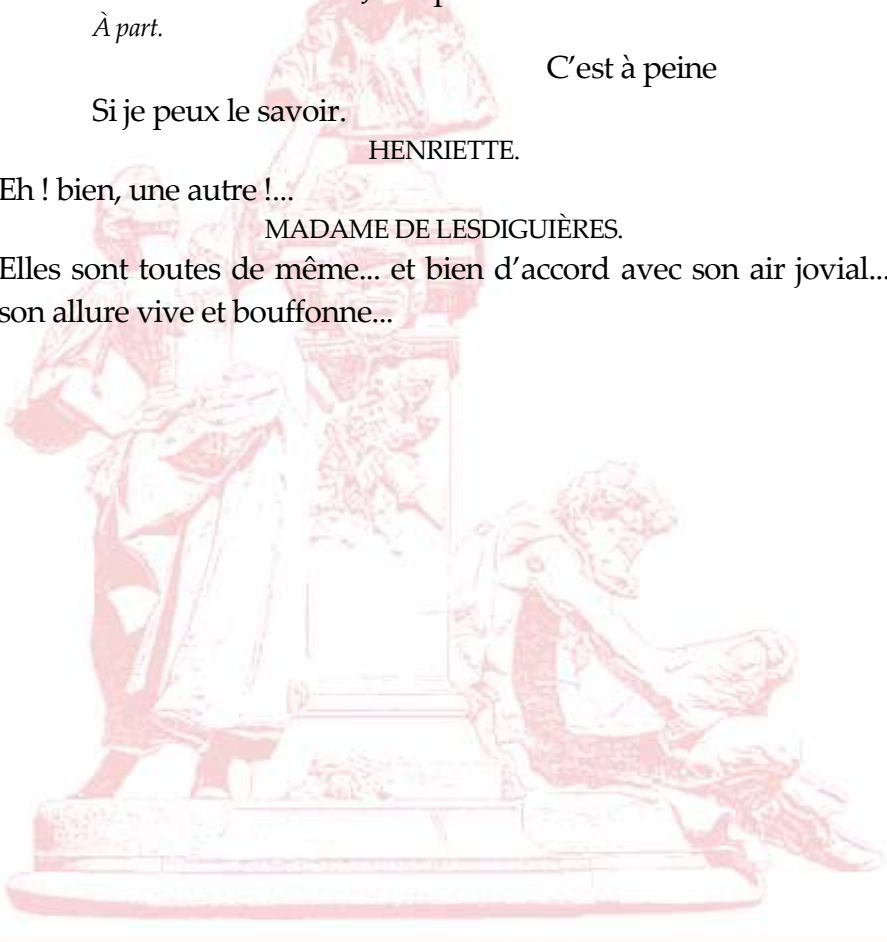 À part.
C’est à peine
Si je peux le savoir.
HENRIETTE.
Eh ! bien, une autre !...
MADAME DE LESDIGUIÈRES.
Elles sont toutes de même... et bien d’accord avec son air jovial...
son allure vive et bouffonne...